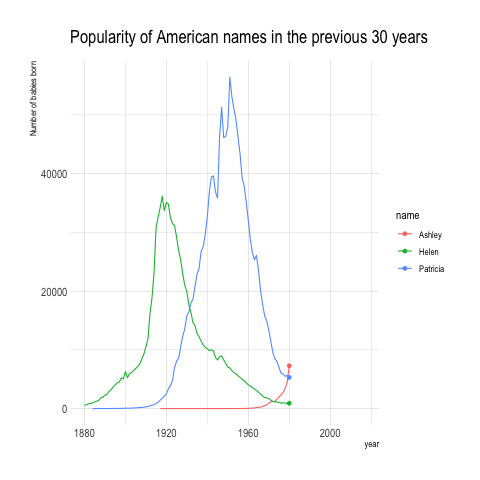 Popularity of American names in the previous 30 years
Number of babies born
40000
20000
0
1880
1920
1960
2000
year
name
Ashley
Helen
Patricia